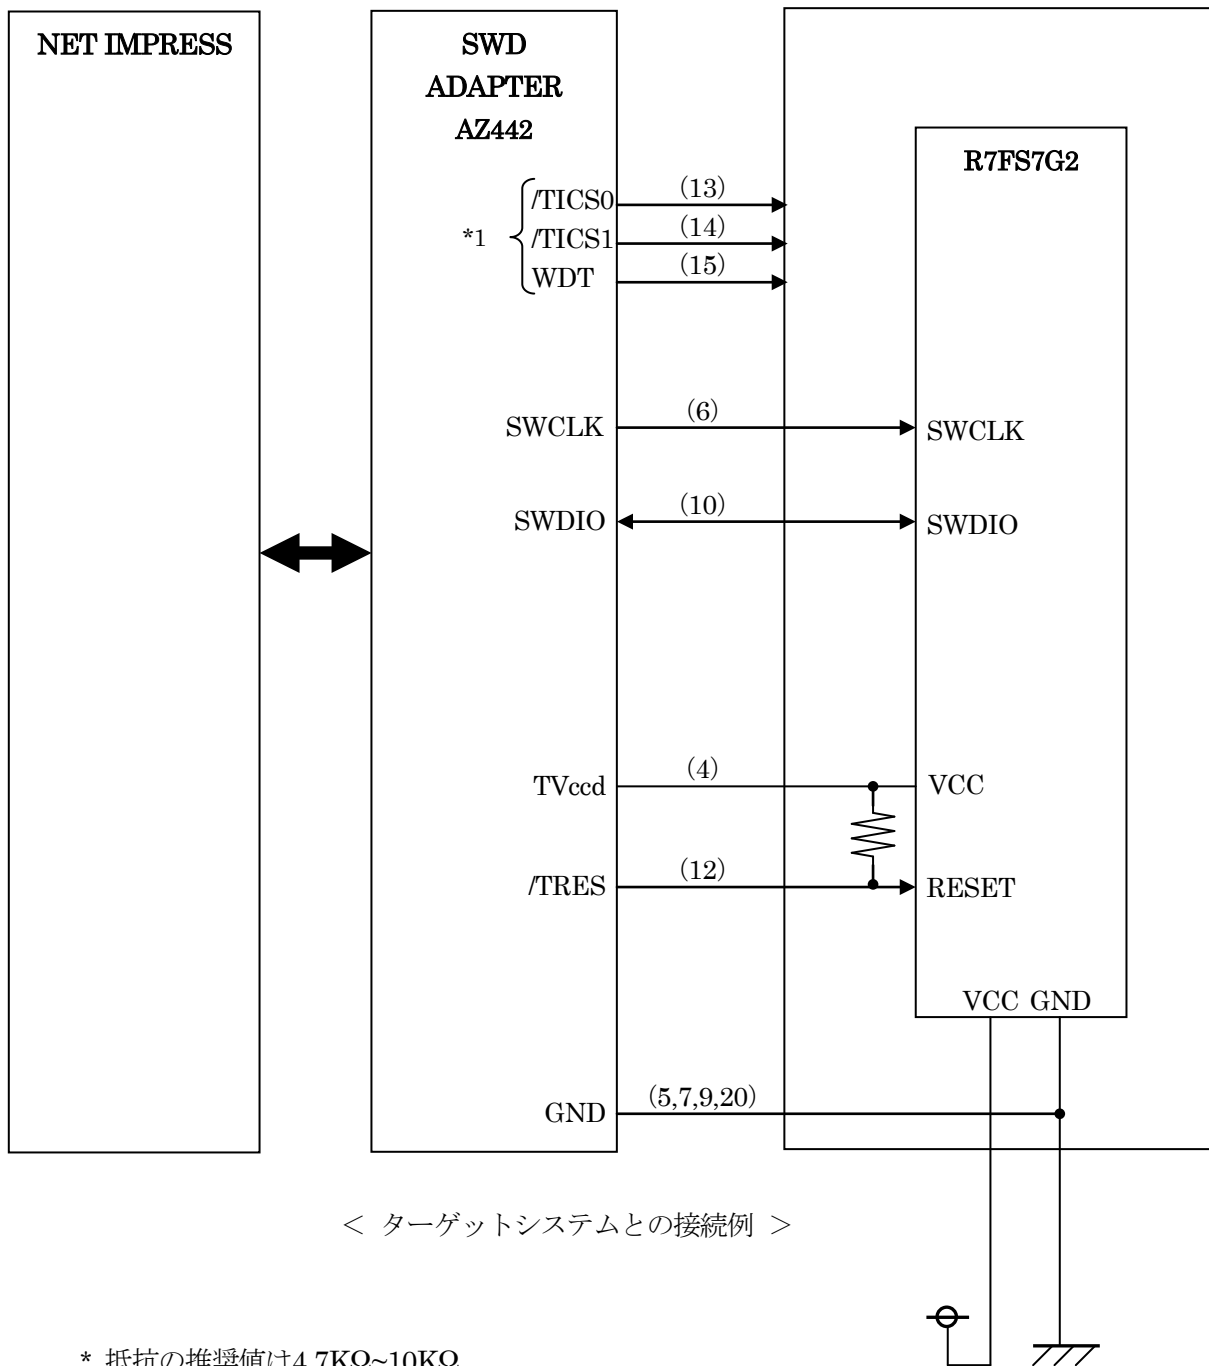 NET IMPRESS
SWD
ADAPTER
AZ442
R7FS7G2
*1
/TICS0
(13)
/TICS1
(14)
WDT
(15)
SWCLK
(6)
SWCLK
SWDIO
(10)
SWDIO
TVccd
(4)
VCC
/TRES
(12)
RESET
VCC GND
GND
(5,7,9,20)
＜ ターゲットシステムとの接続例 ＞
* 抵抗の推奨値は4.7KΩ~10KΩ